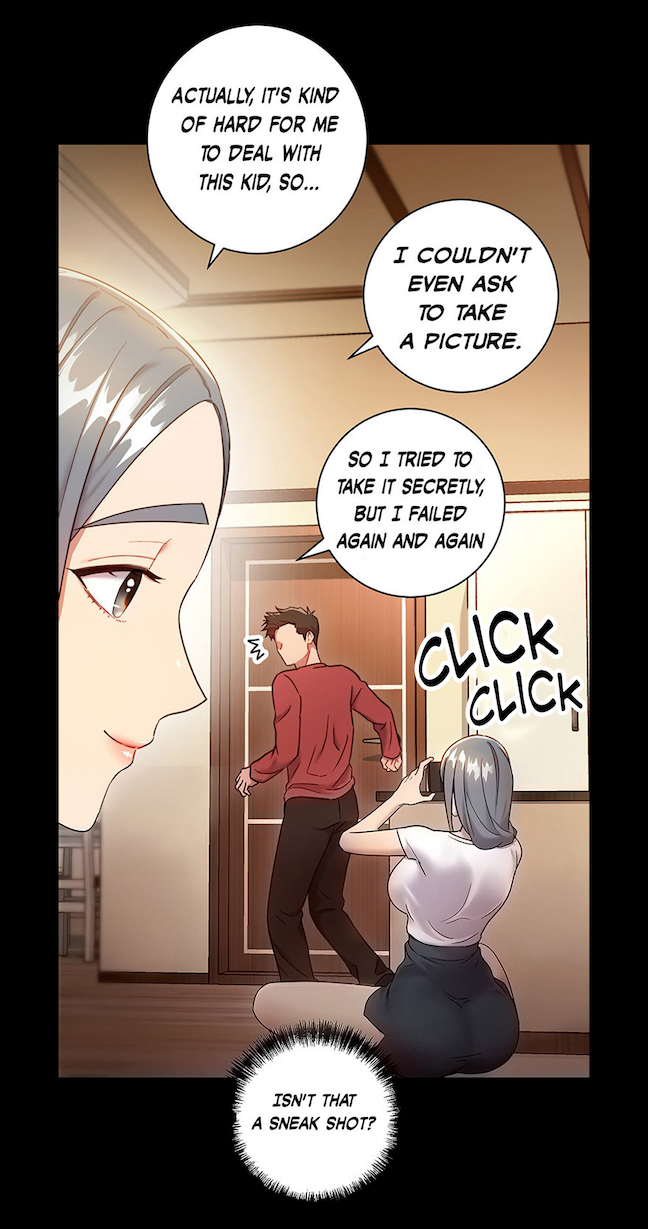 ACTUALLY, IT'S KIND
OF HARD FOR ME
TO DEAL WITH
THIS KID, SO...
I COULDN'T
EVEN ASK
TO TAKE
A PICTURE.
SO I TRIED TO
TAKE IT SECRETLY,
BUT I FAILED
AGAIN AND AGAIN
CLICK
CLICK
ISN'T THAT
A SNEAK SHOT?